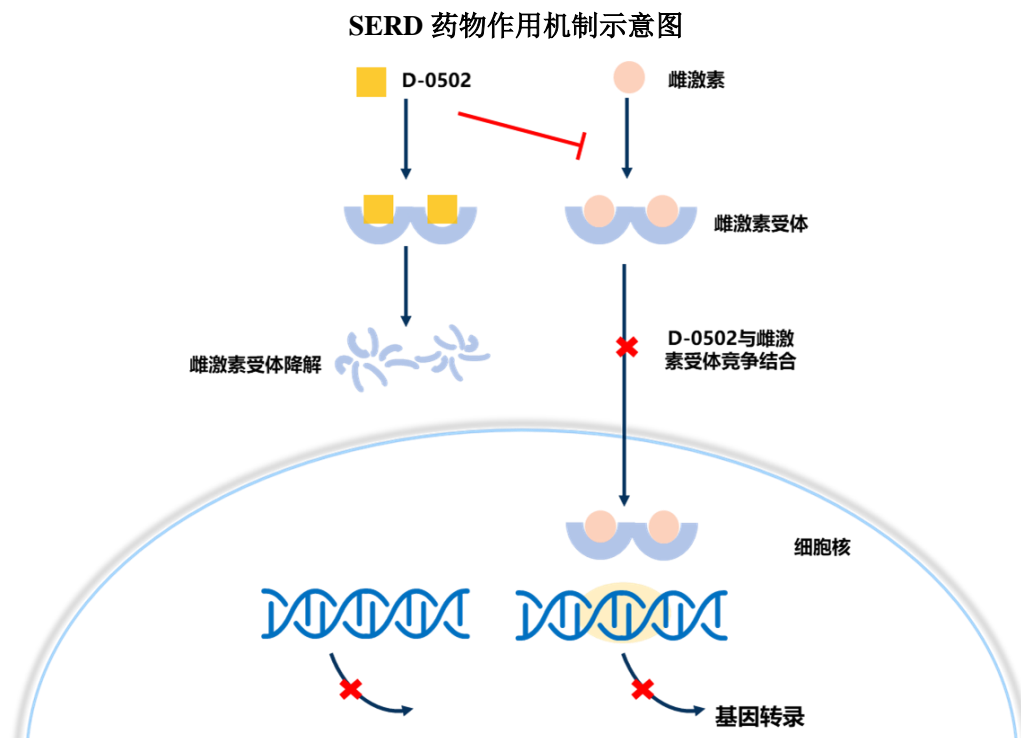 SERD 药物作用机制示意图
D-0502
雌激素
雌激素受体
D-0502与雌激
素受体竞争结合
雌激素受体降解
细胞核
基因转录